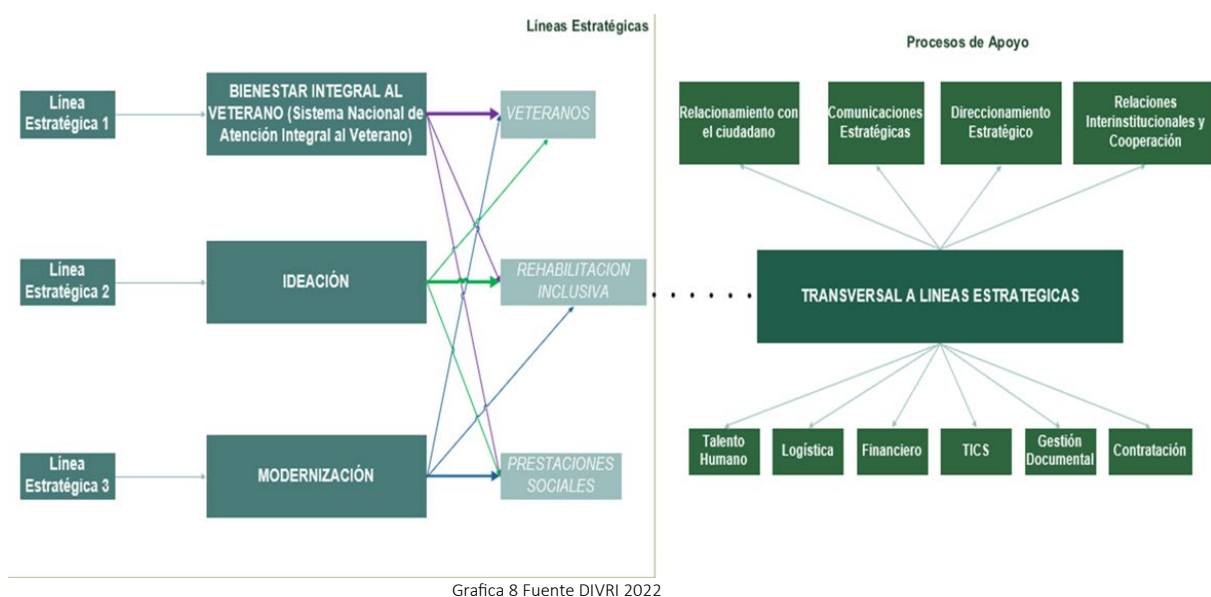 Líneas Estratégicas
Línea
Estratégica 1
BIENESTAR INTEGRAL AL
VETERANO (Sistema Nacional de
Atención Integral al Veterano)
VETERANOS
Línea
Estratégica 2
IDEACIÓN
REHABILITACION
INCLUSIVA
Línea
Estratégica 3
MODERNIZACIÓN
PRESTACIONES
SOCIALES
Procesos de Apoyo
Relacionamiento con
el ciudadano
Comunicaciones
Estratégicas
Direccionamiento
Estratégico
Relaciones
Interinstitucionales y
Cooperación
TRANSVERSAL A LINEAS ESTRATEGICAS
Talento
Humano
Logística
Financiero
TICS
Gestión
Documental
Contratación
Grafica 8 Fuente DIVRI 2022